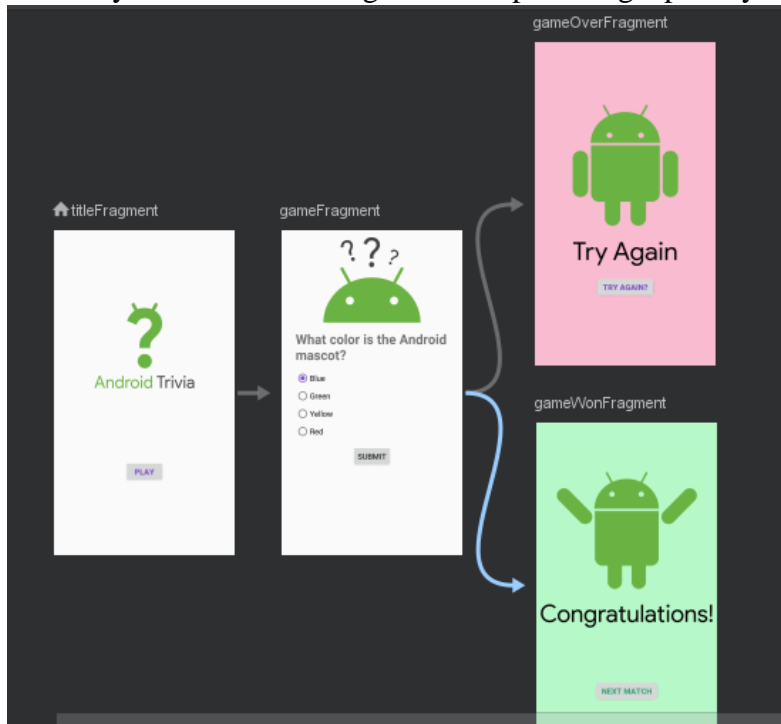 gameOverFragment
Try Again
TRY AGAIN?
titleFragment
Android Trivia
PLAY
gameFragment
? ? ?
What color is the Android
mascot?
Blue
Green
Yellow
Red
SUBMIT
gameWonFragment
Congratulations!
NEXT MATCH